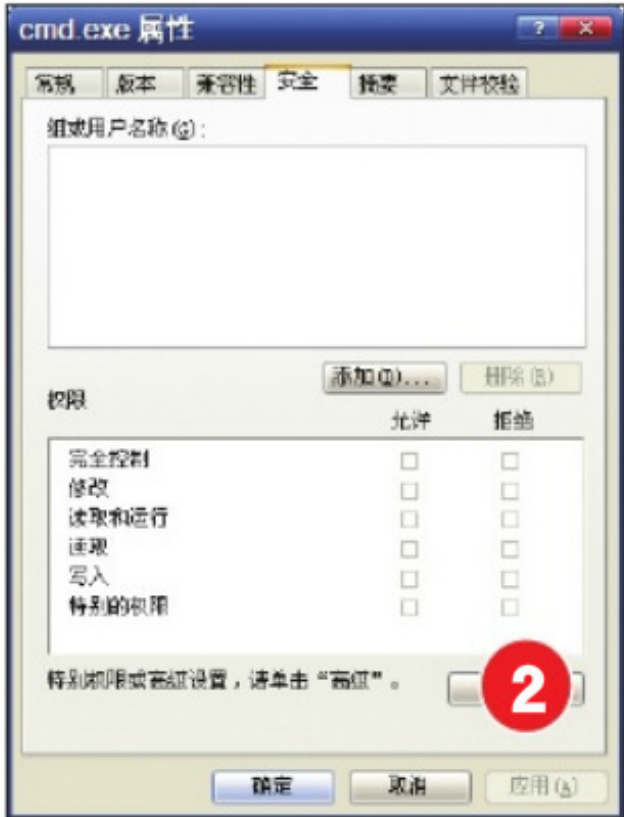 cmd.exe 属性
常规 版本 兼容性 安全 摘要 文件校验
组或用户名称(G):
添加(D)... 删除(R)
权限
允许 拒绝
完全控制
修改
读取和运行
读取
写入
特别的权限
特别权限或高级设置，请单击“高级”。
2
确定 取消 应用(A)